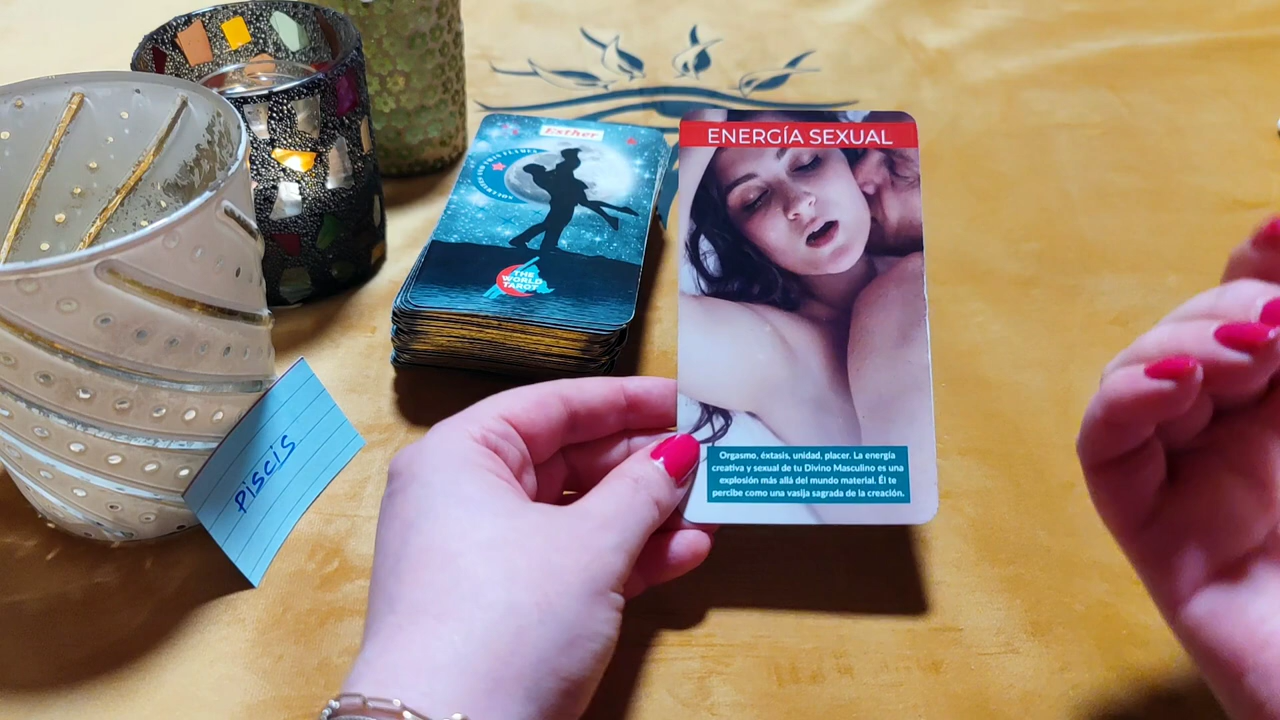 Esther
THE
WORLD
TAROT
ENERGÍA SEXUAL
Orgasmo, éxtasis, unidad, placer. La energía
creativa y sexual de tu Divino Masculino es una
explosión más allá del mundo material. Él te
percibe como una vasija sagrada de la creación.
PISCIS